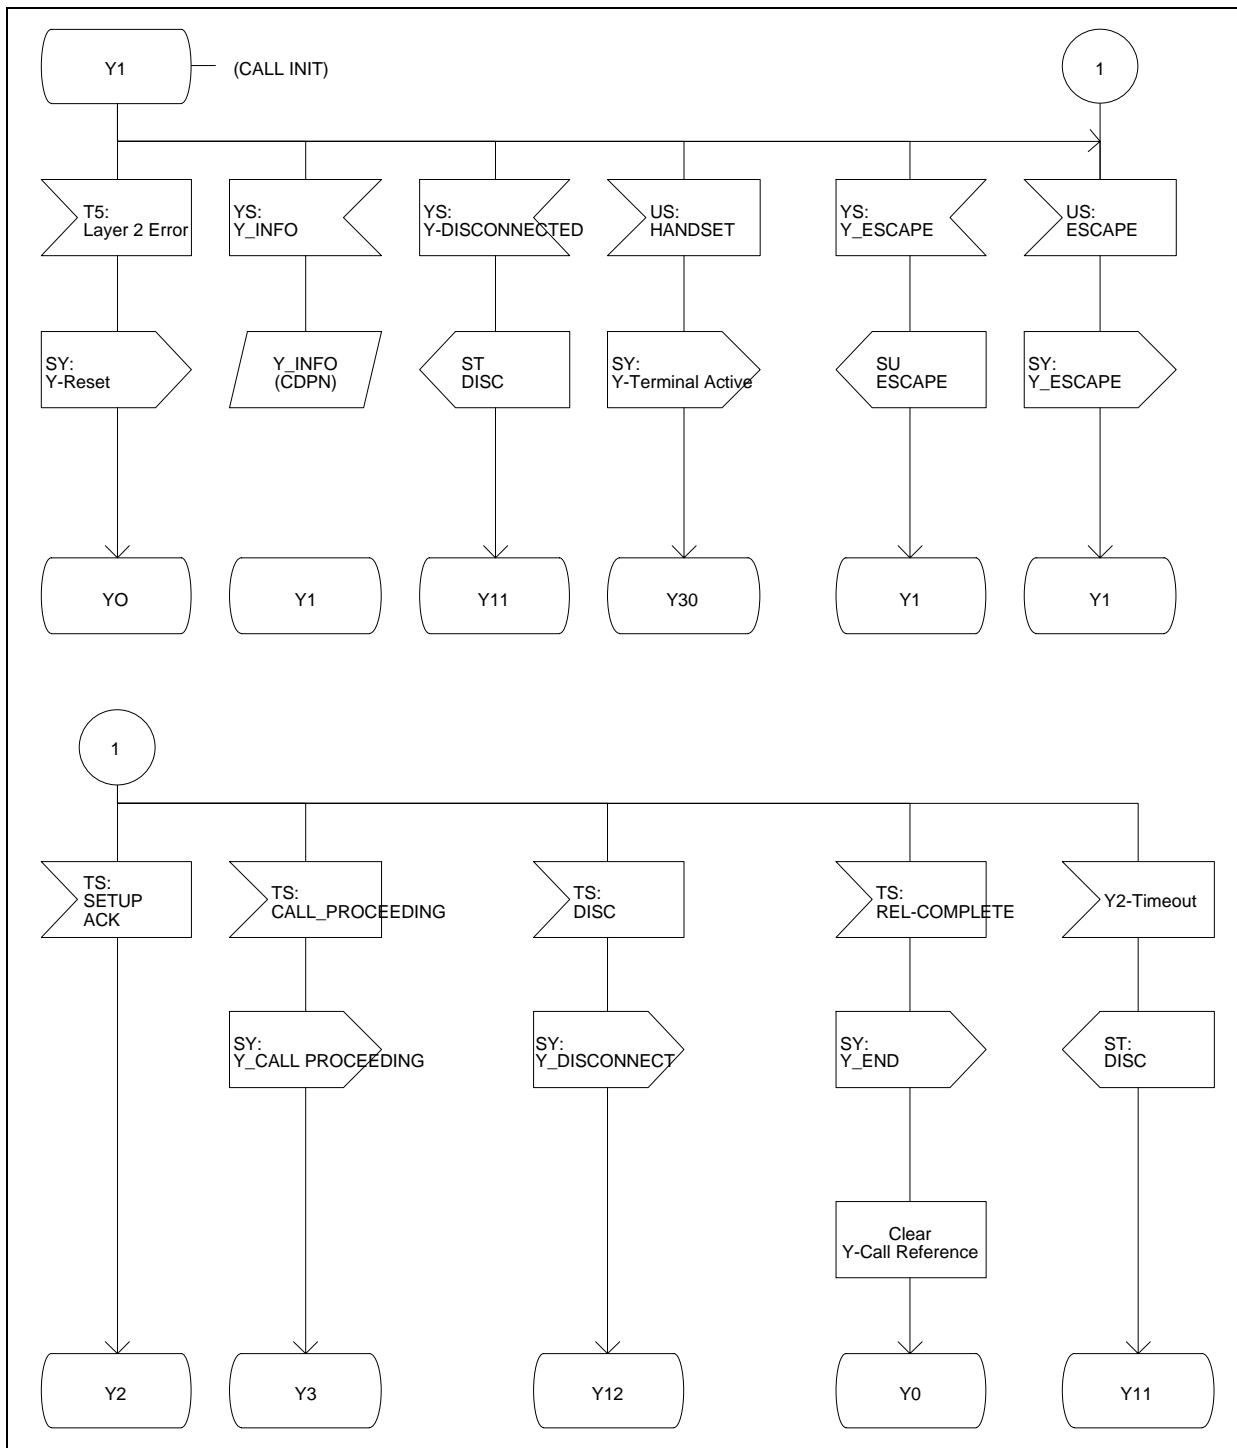 Y1
(CALL INIT)
1
T5:
Layer 2 Error
YS:
Y_INFO
YS:
Y-DISCONNECTED
US:
HANDSET
YS:
Y_ESCAPE
US:
ESCAPE
SY:
Y-Reset
Y_INFO
(CDPN)
ST
DISC
SY:
Y-Terminal Active
SU
ESCAPE
SY:
Y_ESCAPE
YO
Y1
Y11
Y30
Y1
Y1
1
TS:
SETUP
ACK
TS:
CALL_PROCEEDING
TS:
DISC
TS:
REL-COMPLETE
Y2-Timeout
SY:
Y_CALL PROCEEDING
SY:
Y_DISCONNECT
SY:
Y_END
ST:
DISC
Clear
Y-Call Reference
Y2
Y3
Y12
Y0
Y11